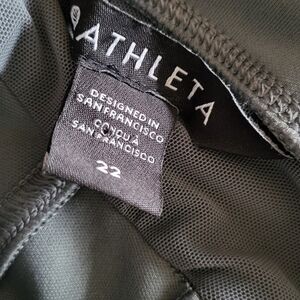 ATHLETA
DESIGNED IN
SAN FRANCISCO
CONÇU À
SAN FRANCISCO
22